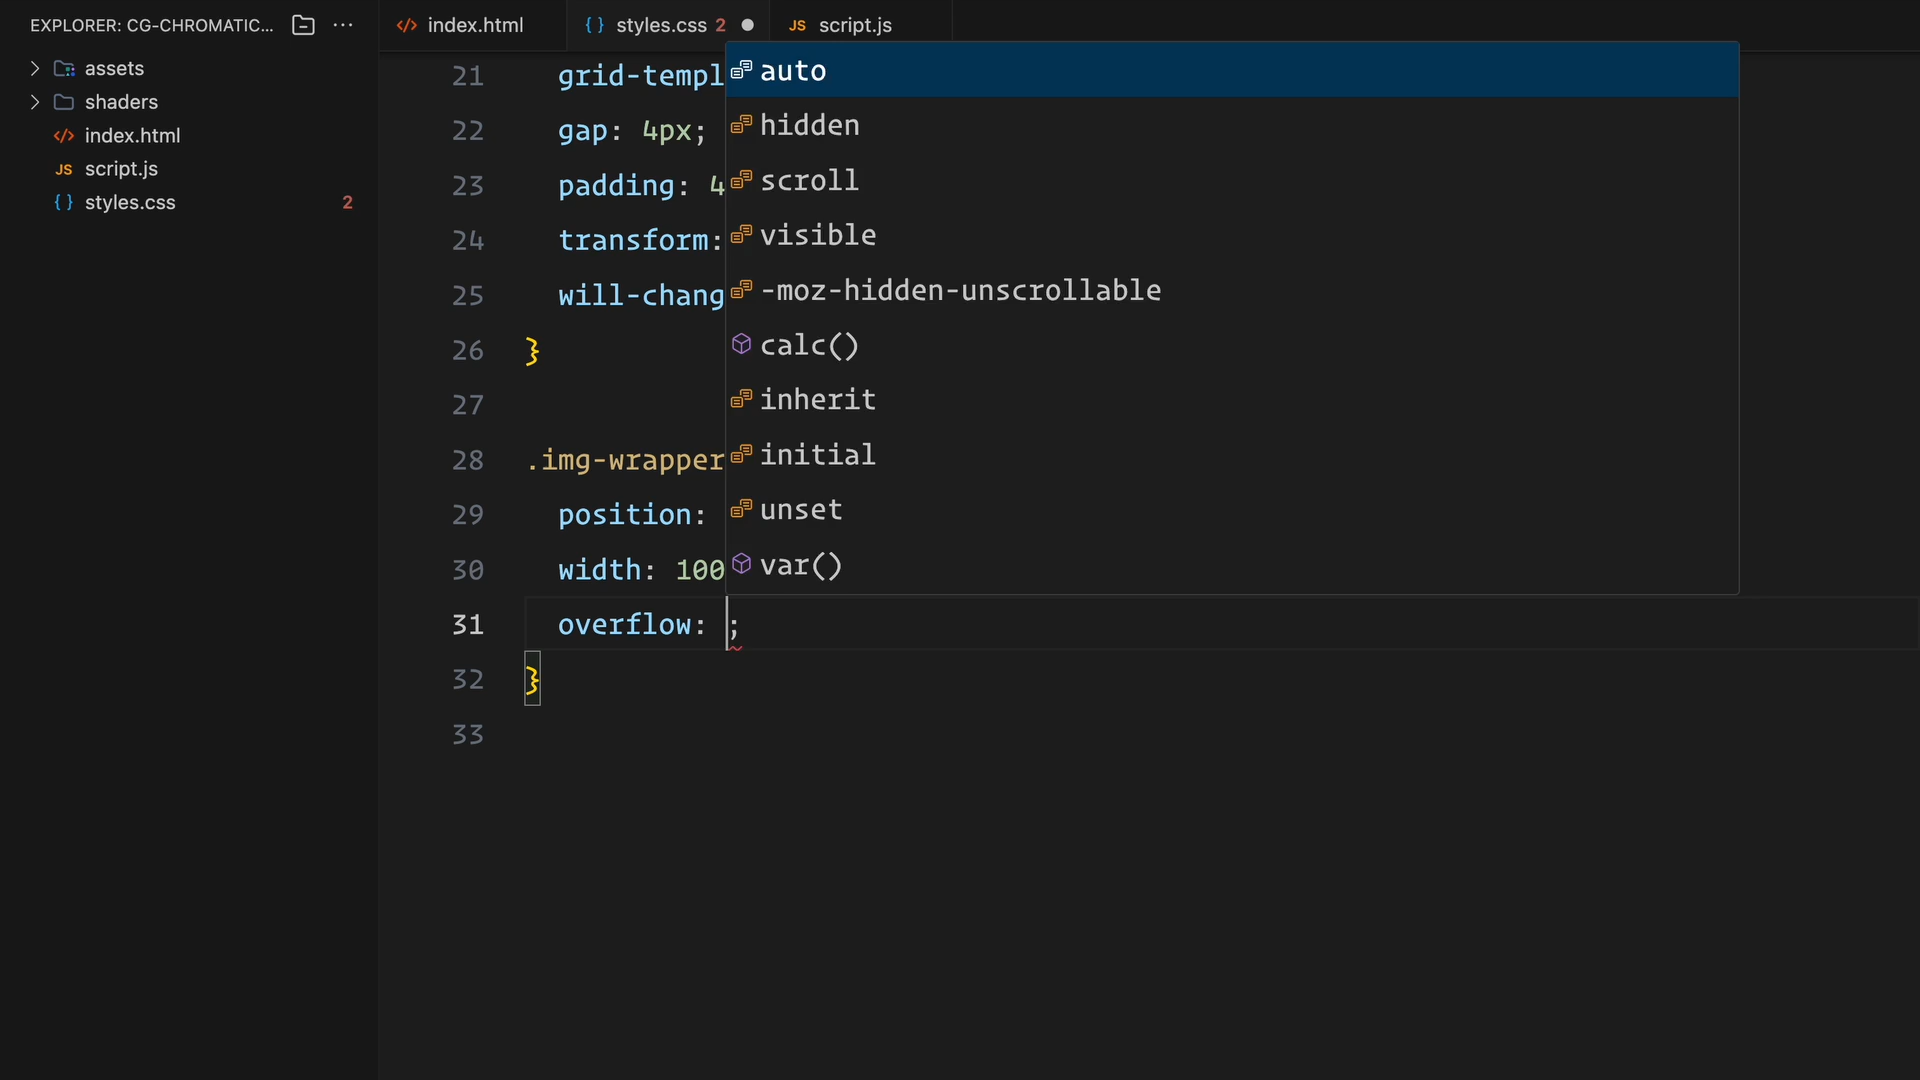 EXPLORER: CG-CHROMATIC...
assets
shaders
index.html
JS script.js
{ } styles.css 2
</> index.html
{ } styles.css 2
JS script.js
21 grid-templ
22 gap: 4px;
23 padding: 4
24 transform:
25 will-chang
26 }
27
28 .img-wrapper
29 position:
30 width: 100
31 overflow: ;
32 }
33
auto
hidden
scroll
visible
-moz-hidden-unscrollable
calc()
inherit
initial
unset
var()